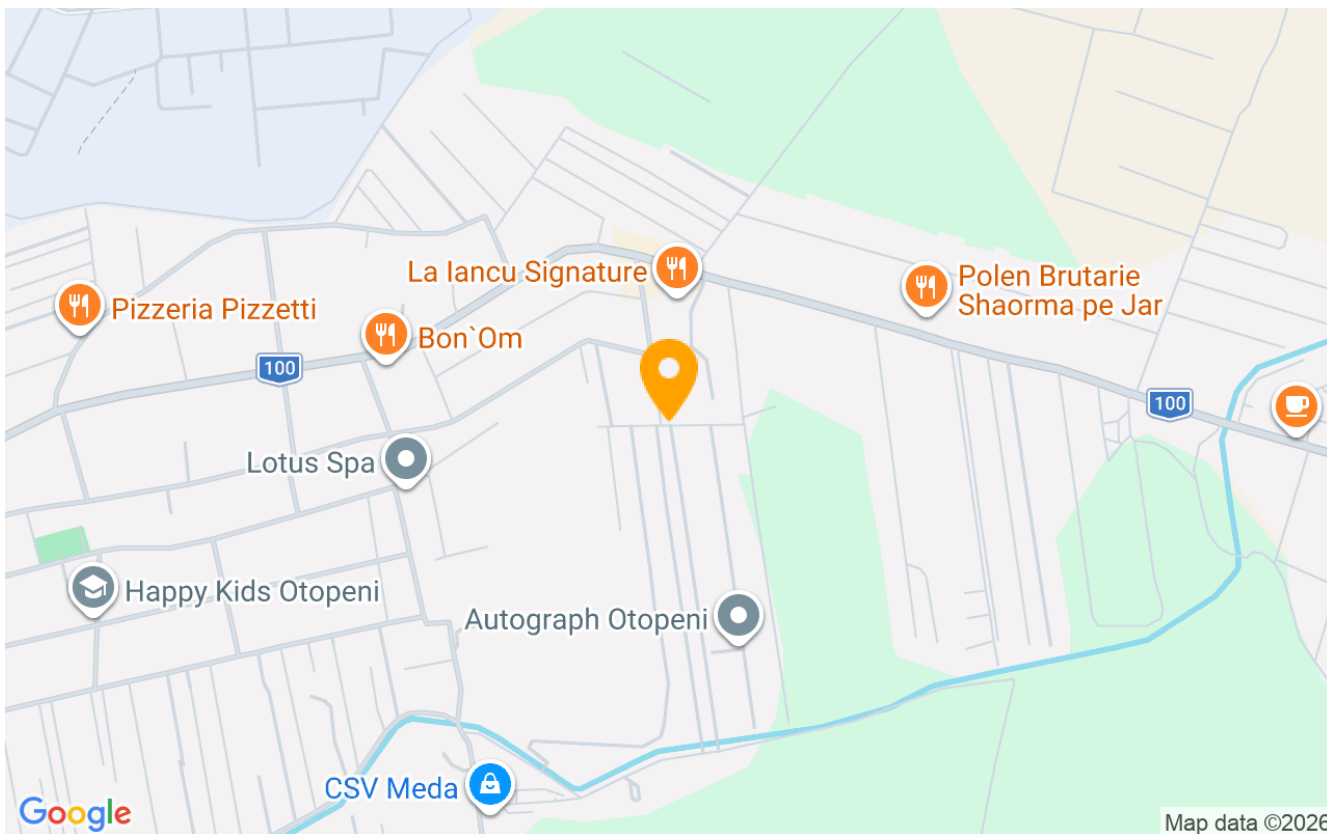 La Iancu Signature
Polen Brutarie
Shaorma pe Jar
Pizzeria Pizzetti
Bon`Om
100
100
Lotus Spa
Happy Kids Otopeni
Autograph Otopeni
CSV Meda
Google
Map data ©2026